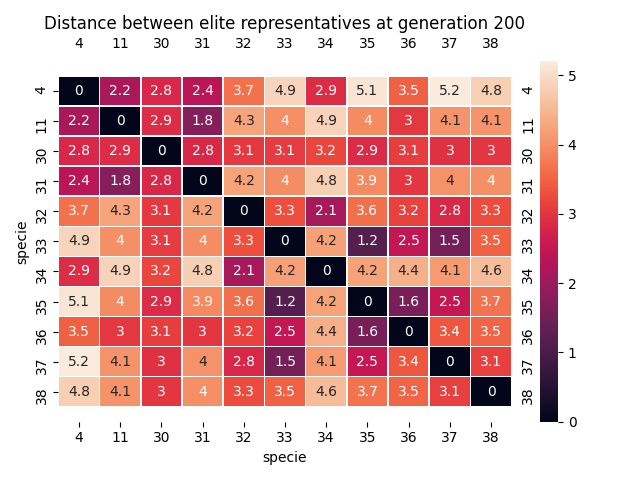 Distance between elite representatives at generation 200
4 11 30 31 32 33 34 35 36 37 38
4 0 2.2 2.8 2.4 3.7 4.9 2.9 5.1 3.5 5.2 4.8 4
11 2.2 0 2.9 1.8 4.3 4 4.9 4 3 4.1 4.1 11
30 2.8 2.9 0 2.8 3.1 3.1 3.2 2.9 3.1 3 3 30
31 2.4 1.8 2.8 0 4.2 4 4.8 3.9 3 4 4 31
32 3.7 4.3 3.1 4.2 0 3.3 2.1 3.6 3.2 2.8 3.3 32
33 4.9 4 3.1 4 3.3 0 4.2 1.2 2.5 1.5 3.5 33
34 2.9 4.9 3.2 4.8 2.1 4.2 0 4.2 4.4 4.1 4.6 34
35 5.1 4 2.9 3.9 3.6 1.2 4.2 0 1.6 2.5 3.7 35
36 3.5 3 3.1 3 3.2 2.5 4.4 1.6 0 3.4 3.5 36
37 5.2 4.1 3 4 2.8 1.5 4.1 2.5 3.4 0 3.1 37
38 4.8 4.1 3 4 3.3 3.5 4.6 3.7 3.5 3.1 0 38
4 11 30 31 32 33 34 35 36 37 38
specie
specie
5
4
3
2
1
0